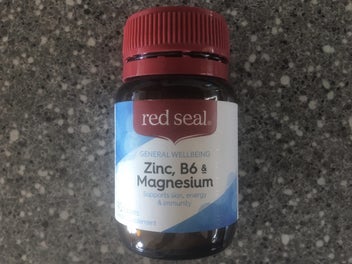 red seal®
GENERAL WELLBEING
Zinc, B6 &
Magnesium
Supports skin, energy
& immunity